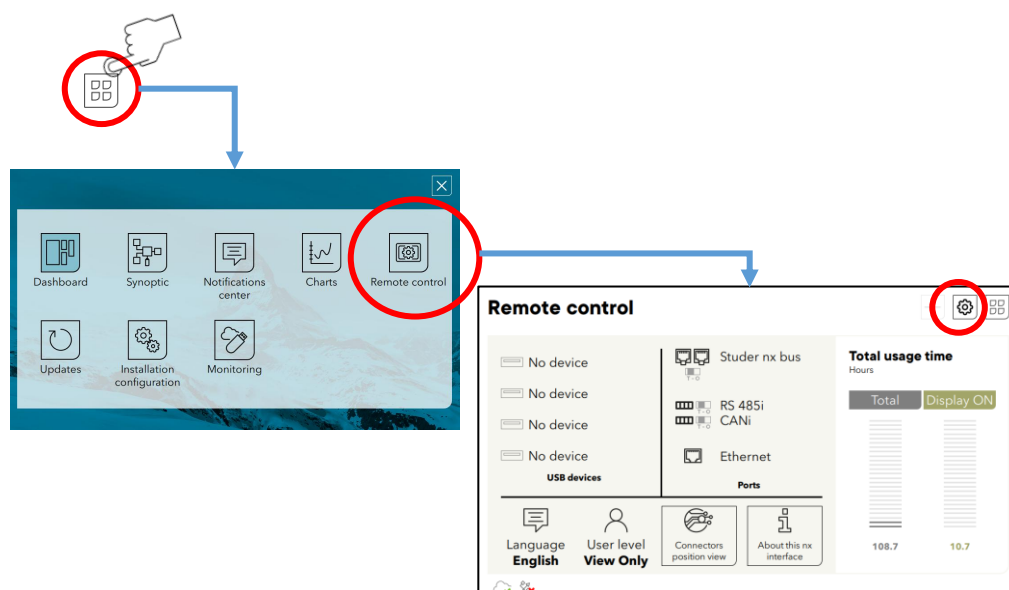 Dashboard
Synoptic
Notifications
center
Charts
Remote control
Updates
Installation
configuration
Monitoring
Remote control
No device
No device
No device
No device
USB devices
Studer nx bus
T - O
RS 485i
T - O
CANi
T - O
Ethernet
Ports
Total usage time
Hours
Total
Display ON
108.7
10.7
Language
English
User level
View Only
Connectors
position view
About this nx
interface